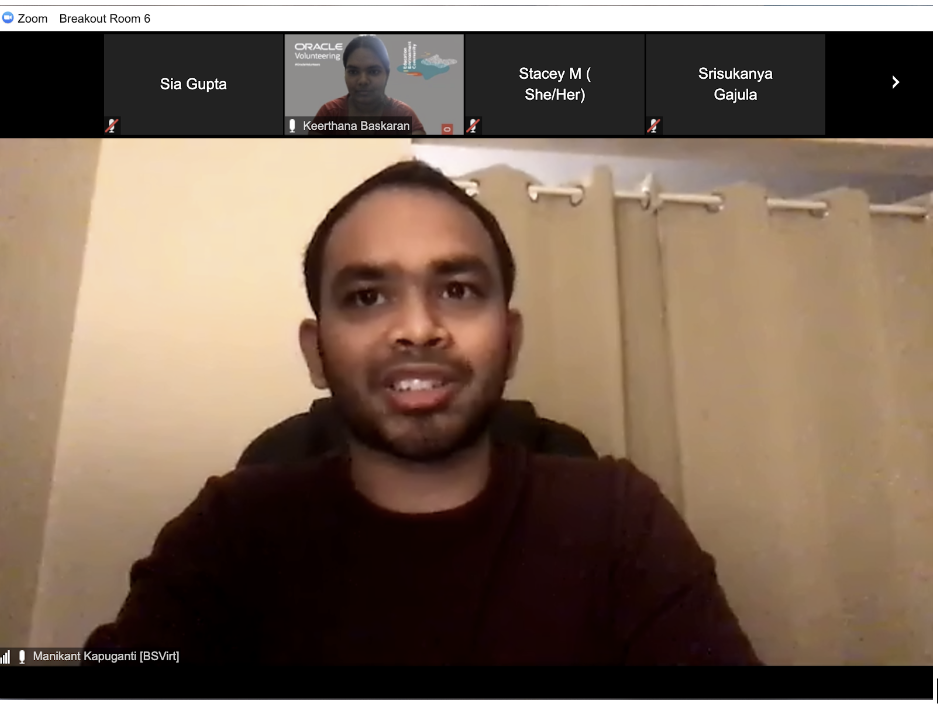 Zoom Breakout Room 6
Sia Gupta
ORACLE
Volunteering
Keerthana Baskaran
Stacey M (
She/Her)
Srisukanya
Gajula
Manikant Kapuganti [BSVirt]